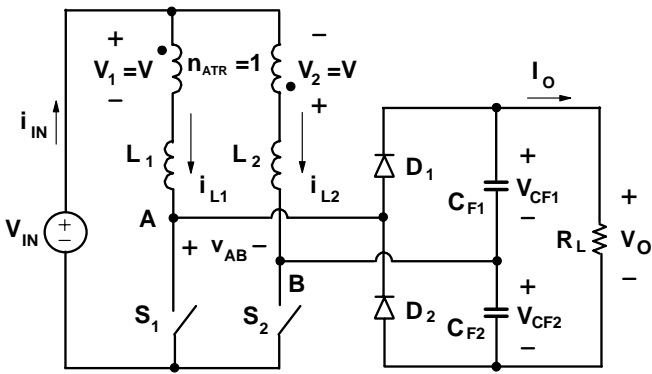 +
V1 =V
−
nATR =1
−
V2 =V
+
IO
iIN
L1
iL1
L2
iL2
D1
CF1
+
VCF1
−
VIN
+
−
A
+ vAB −
B
RL
+
VO
−
S1
S2
D2
CF2
+
VCF2
−